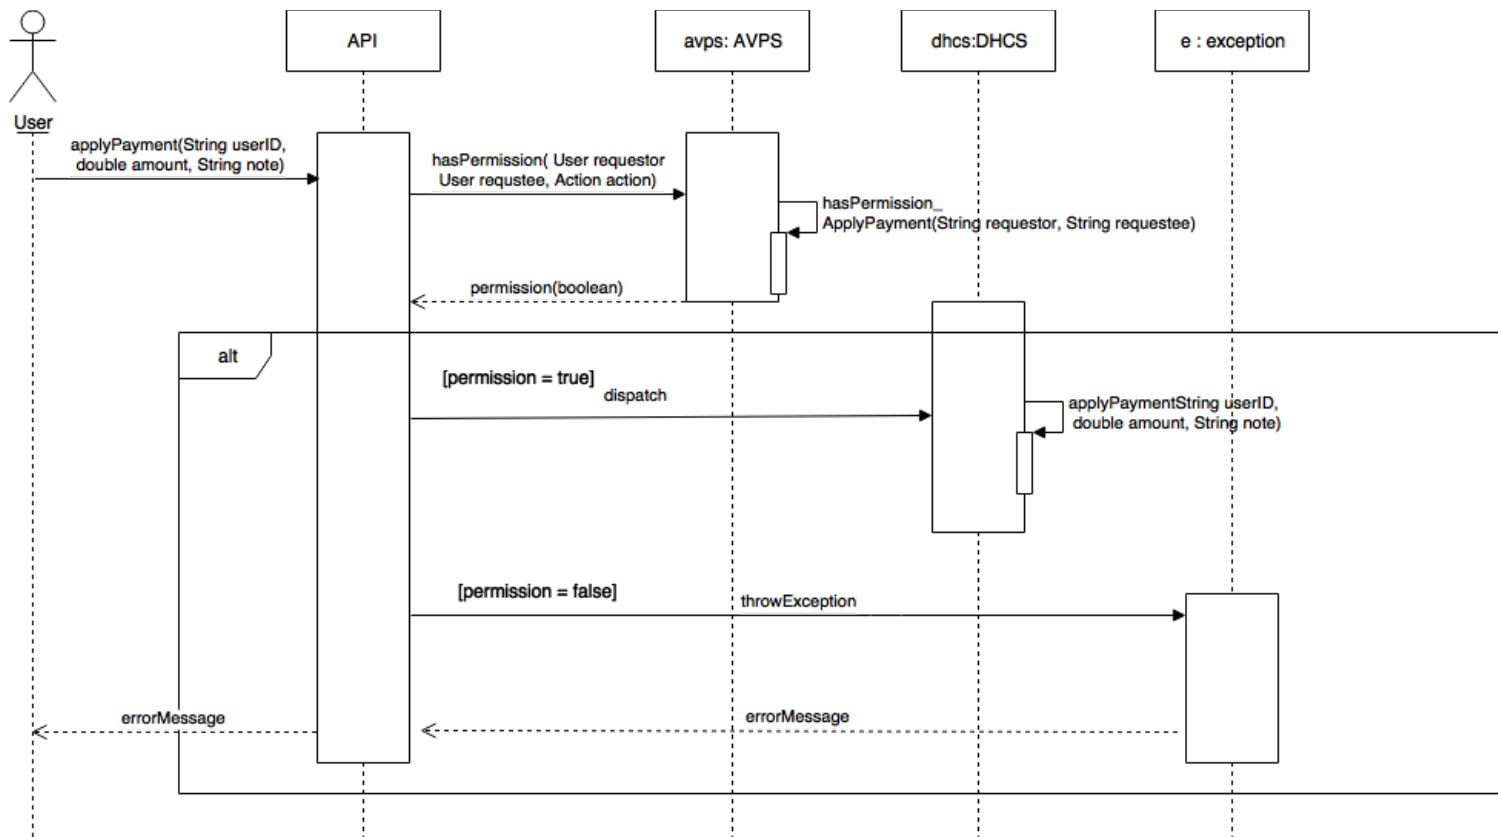 API
avps: AVPS
dhcs:DHCS
e : exception
User
applyPayment(String userID,
double amount, String note)
hasPermission( User requestor
User requstee, Action action)
hasPermission_
ApplyPayment(String requestor, String requestee)
permission(boolean)
alt
[permission = true]
dispatch
applyPaymentString userID,
double amount, String note)
[permission = false]
throwException
errorMessage
errorMessage